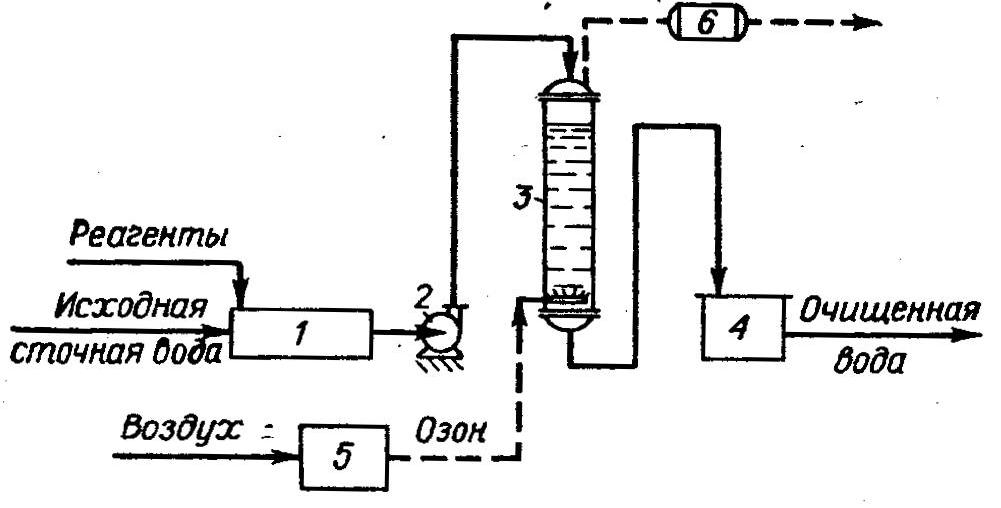 6
3
Реагенты
Исходная
сточная вода
1
2
4
Очищенная
вода
Воздух
5
Озон